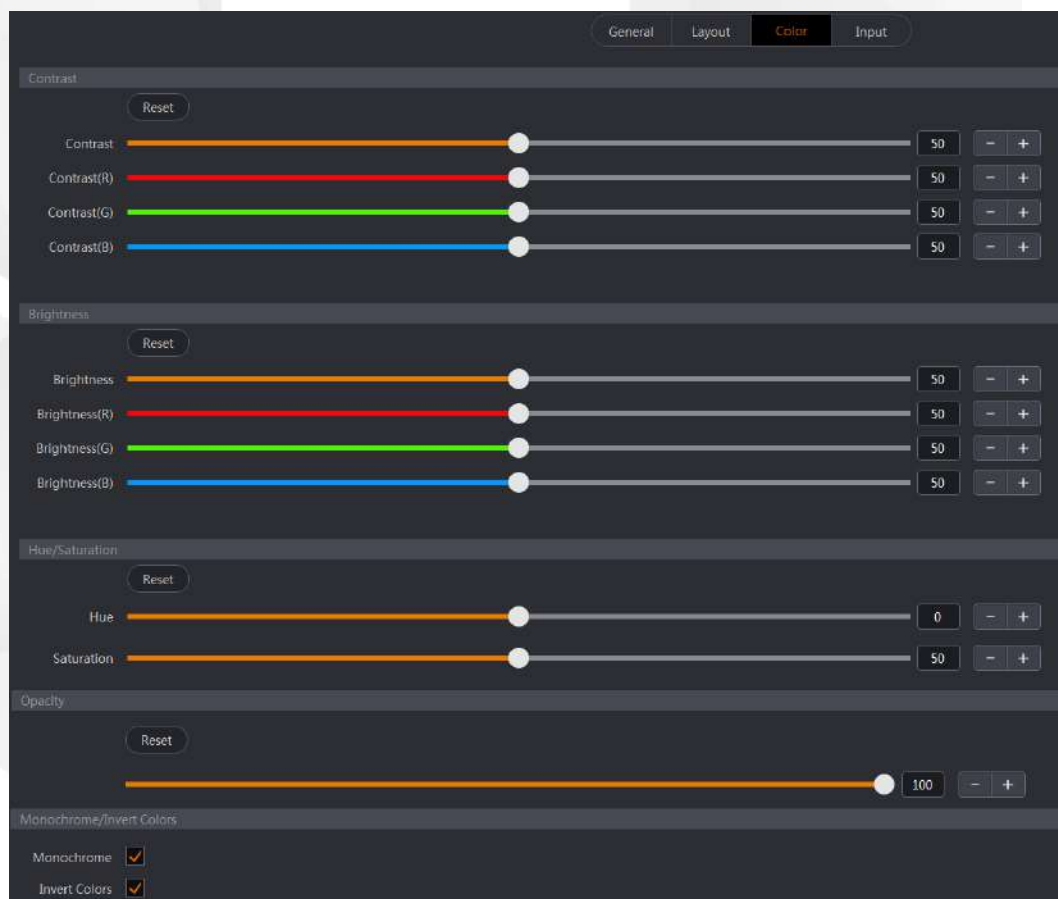 General Layout Color Input
Contrast
Reset
Contrast 50 - +
Contrast(R) 50 - +
Contrast(G) 50 - +
Contrast(B) 50 - +
Brightness
Reset
Brightness 50 - +
Brightness(R) 50 - +
Brightness(G) 50 - +
Brightness(B) 50 - +
Hue/Saturation
Reset
Hue 0 - +
Saturation 50 - +
Opacity
Reset
100 - +
Monochrome/Invert Colors
Monochrome
Invert Colors